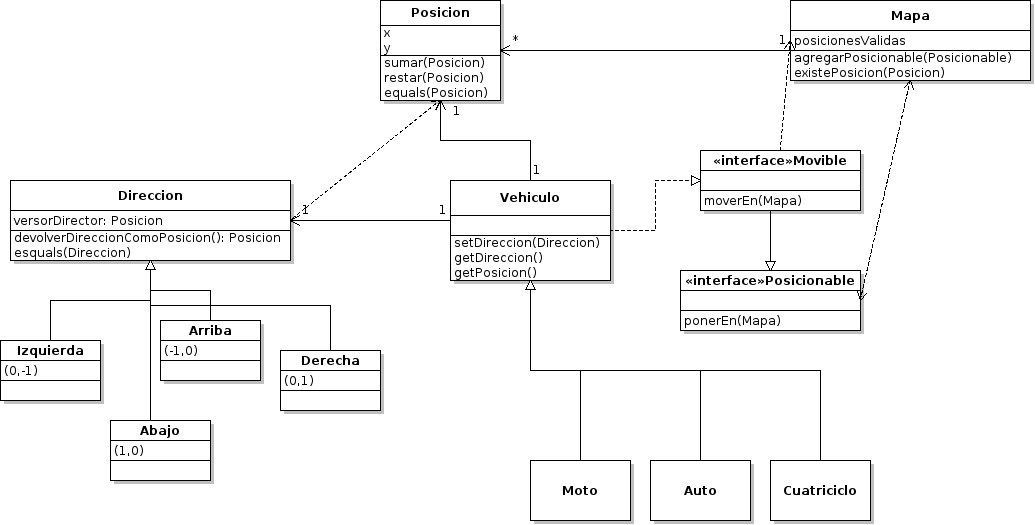 Posicion
x
y
sumar(Posicion)
restar(Posicion)
equals(Posicion)
Mapa
posicionesValidas
agregarPosicionable(Posicionable)
existePosicion(Posicion)
*
1
1
1
«interface»Movible
moverEn(Mapa)
Direccion
versorDirector: Posicion
devolverDireccionComoPosicion(): Posicion
esquals(Direccion)
1
1
Vehiculo
setDireccion(Direccion)
getDireccion()
getPosicion()
«interface»Posicionable
ponerEn(Mapa)
Izquierda
(0,-1)
Arriba
(-1,0)
Derecha
(0,1)
Abajo
(1,0)
Moto
Auto
Cuatriciclo